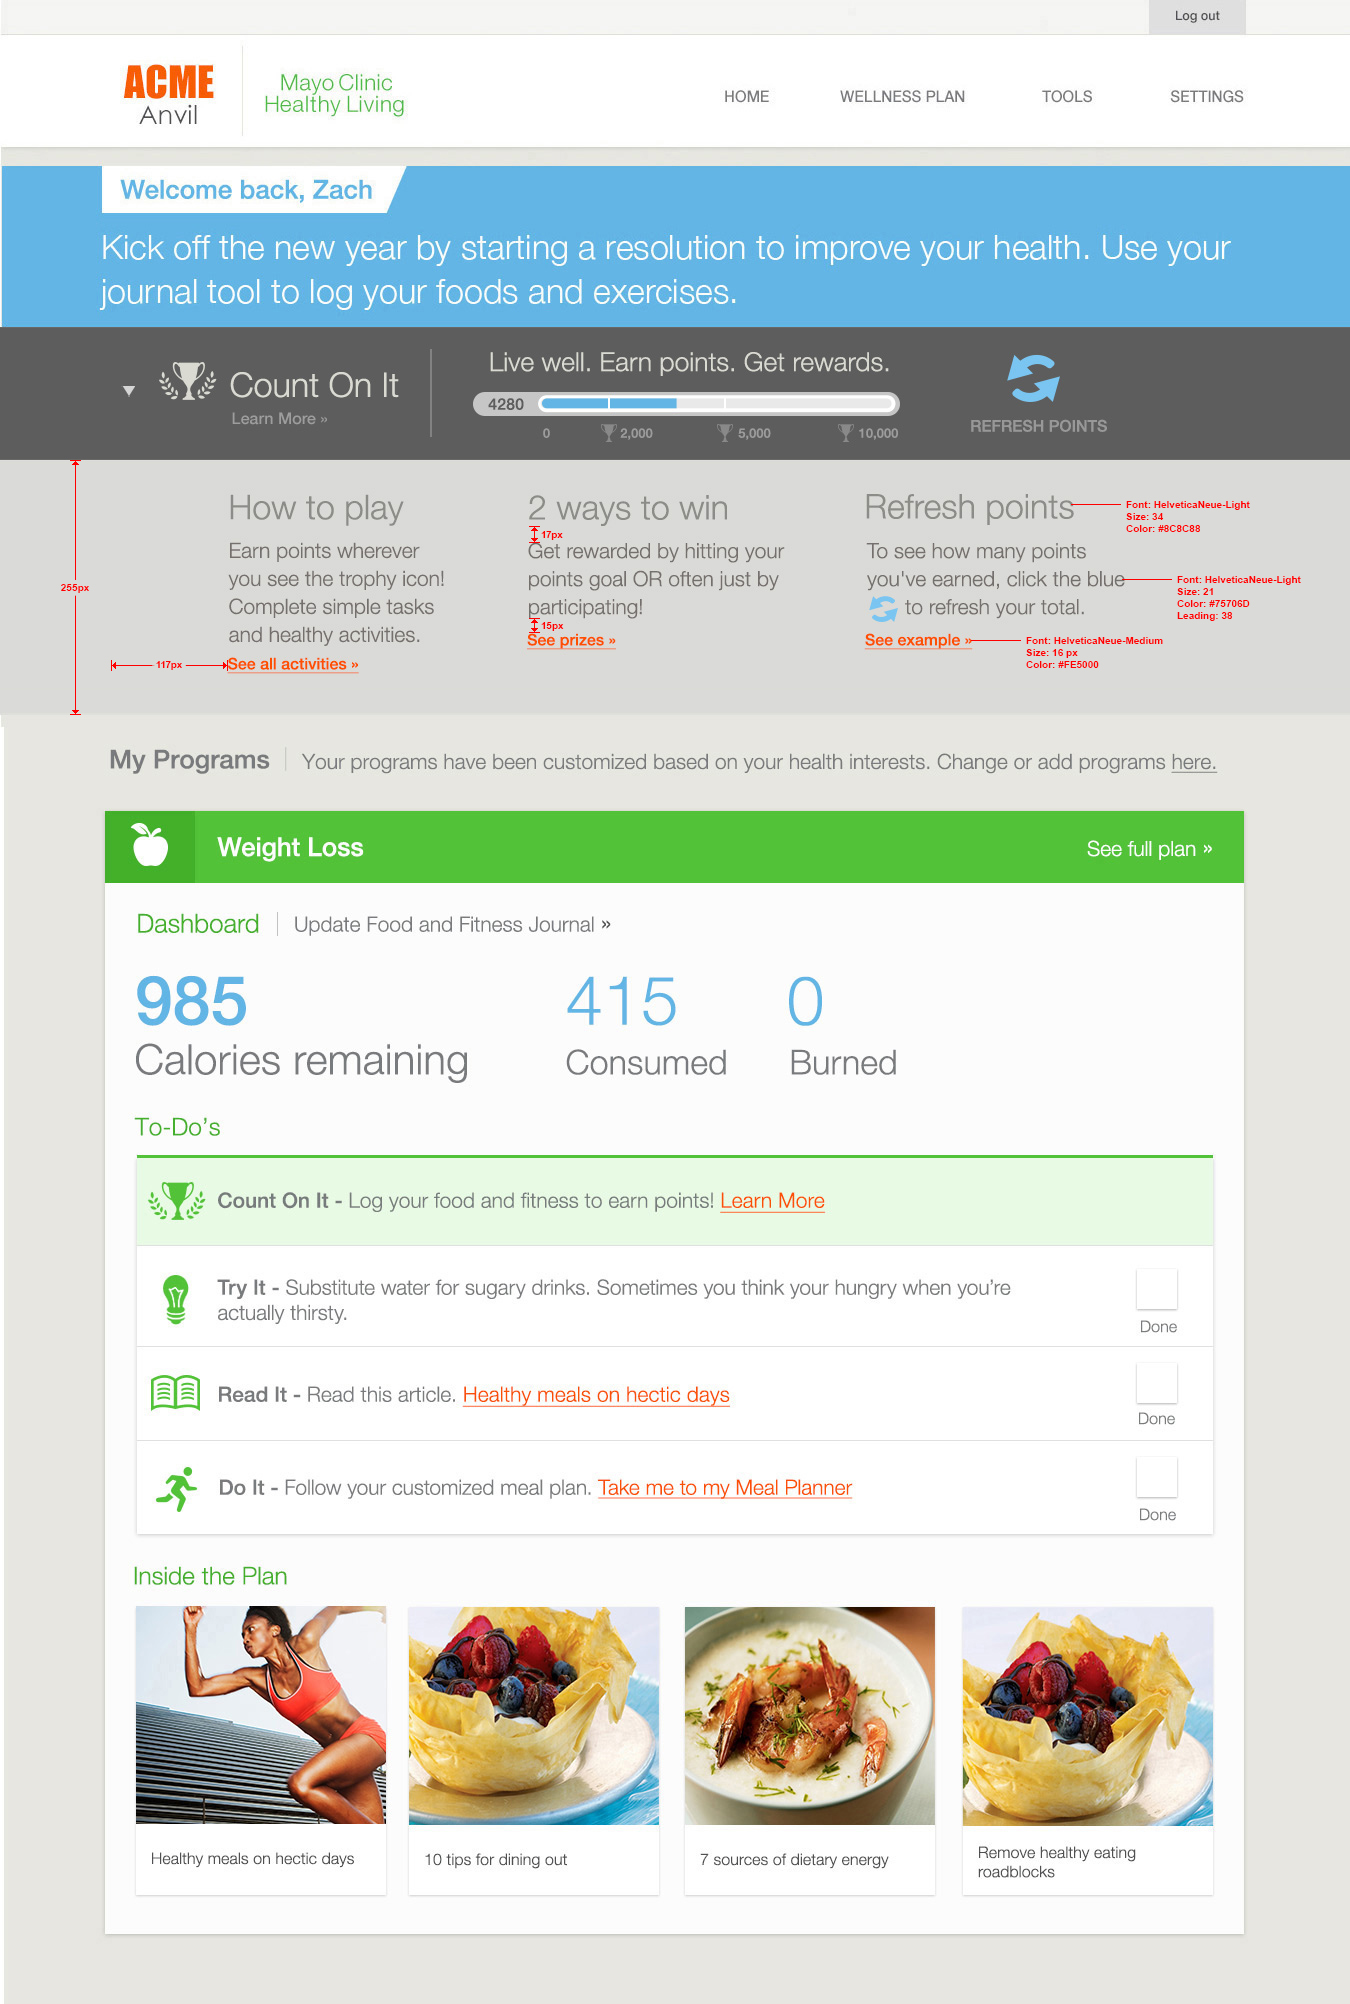 Log out
ACME
Anvil
Mayo Clinic
Healthy Living
HOME
WELLNESS PLAN
TOOLS
SETTINGS
Welcome back, Zach
Kick off the new year by starting a resolution to improve your health. Use your
journal tool to log your foods and exercises.
Count On It
Learn More »
Live well. Earn points. Get rewards.
4280
0
2,000
5,000
10,000
REFRESH POINTS
255px
How to play
Earn points wherever
you see the trophy icon!
Complete simple tasks
and healthy activities.
117px
See all activities »
2 ways to win
17px
Get rewarded by hitting your
points goal OR often just by
participating!
15px
See prizes »
Refresh points
Font: HelveticaNeue-Light
Size: 34
Color: #8C8C88
To see how many points
you've earned, click the blue
to refresh your total.
Font: HelveticaNeue-Light
Size: 21
Color: #75706D
Leading: 38
See example »
Font: HelveticaNeue-Medium
Size: 16 px
Color: #FE5000
My Programs
Your programs have been customized based on your health interests. Change or add programs here.
Weight Loss
See full plan »
Dashboard
Update Food and Fitness Journal »
985
Calories remaining
415
Consumed
0
Burned
To-Do’s
Count On It - Log your food and fitness to earn points! Learn More
Try It - Substitute water for sugary drinks. Sometimes you think your hungry when you’re
actually thirsty.
Done
Read It - Read this article. Healthy meals on hectic days
Done
Do It - Follow your customized meal plan. Take me to my Meal Planner
Done
Inside the Plan
Healthy meals on hectic days
10 tips for dining out
7 sources of dietary energy
Remove healthy eating
roadblocks